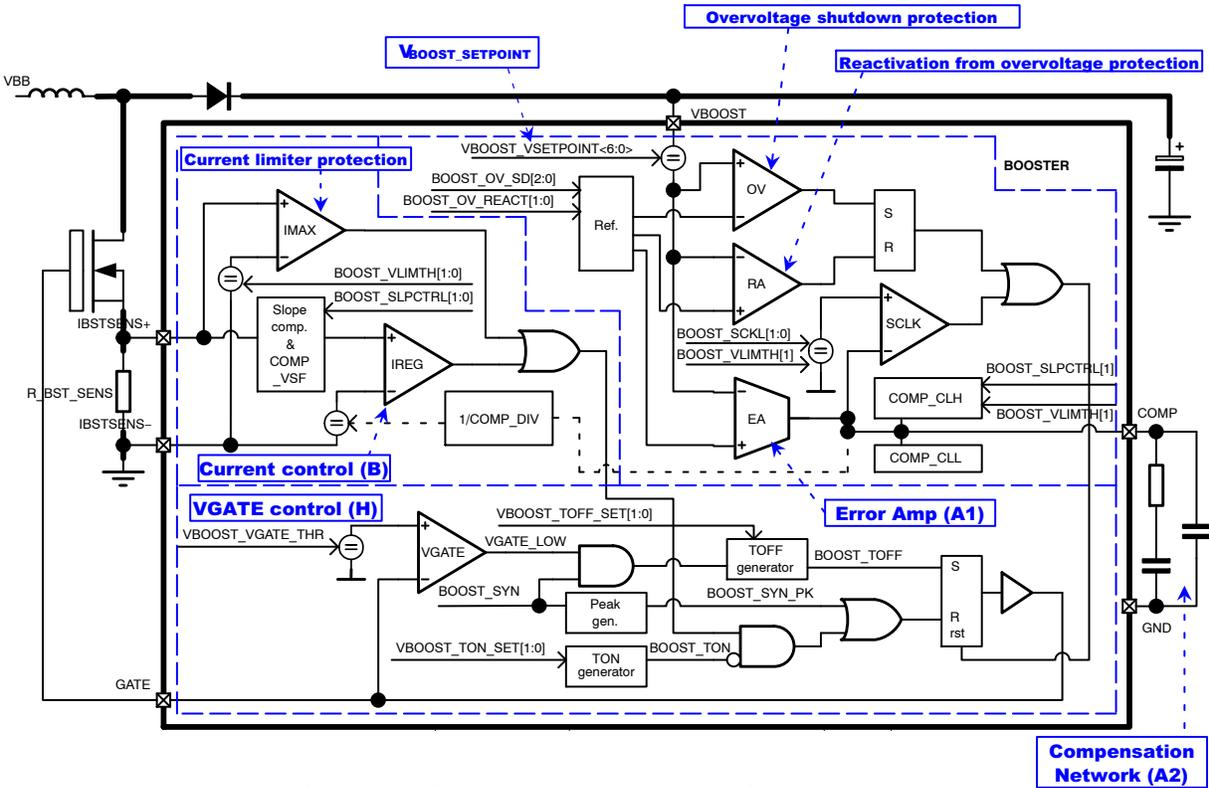 Overvoltage shutdown protection
VBOOST_SETPOINT
Reactivation from overvoltage protection
VBB
VBOOST
BOOSTER
VBOOST_VSETPOINT<6:0>
Current limiter protection
BOOST_OV_SD[2:0]
BOOST_OV_REACT[1:0]
Ref.
+
OV
−
S
R
+
IMAX
−
+
BOOST_VLIMTH[1:0]
BOOST_SLPCTRL[1:0]
−
RA
+
IBSTSENS+
Slope
comp.
&
COMP
_VSF
+
IREG
−
BOOST_SCKL[1:0]
BOOST_VLIMTH[1]
+
SCLK
−
R_BST_SENS
IBSTSENS−
1/COMP_DIV
−
EA
+
COMP_CLH
BOOST_SLPCTRL[1]
BOOST_VLIMTH[1]
COMP
COMP_CLL
Current control (B)
VGATE control (H)
Error Amp (A1)
VBOOST_VGATE_THR
+
VGATE
−
VGATE_LOW
VBOOST_TOFF_SET[1:0]
TOFF
generator
BOOST_TOFF
S
R
rst
BOOST_SYN
Peak
gen.
BOOST_SYN_PK
VBOOST_TON_SET[1:0]
TON
generator
BOOST_TON
GND
GATE
Compensation
Network (A2)